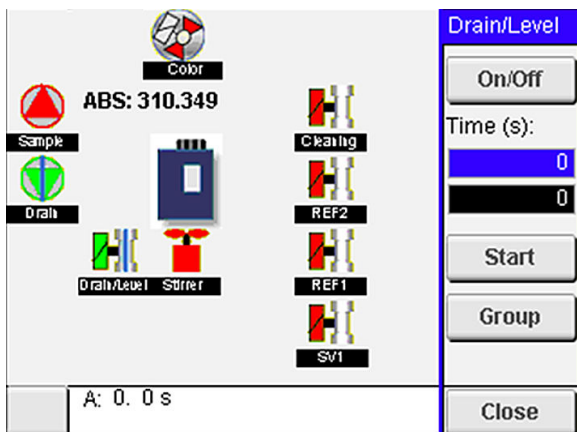 Drain/Level
Color
On/Off
ABS: 310.349
Time (s):
Sample
Cleaning
0
0
Drain
REF2
Start
Drain/Level
Stirrer
REF1
Group
SV1
A: 0. 0 s
Close